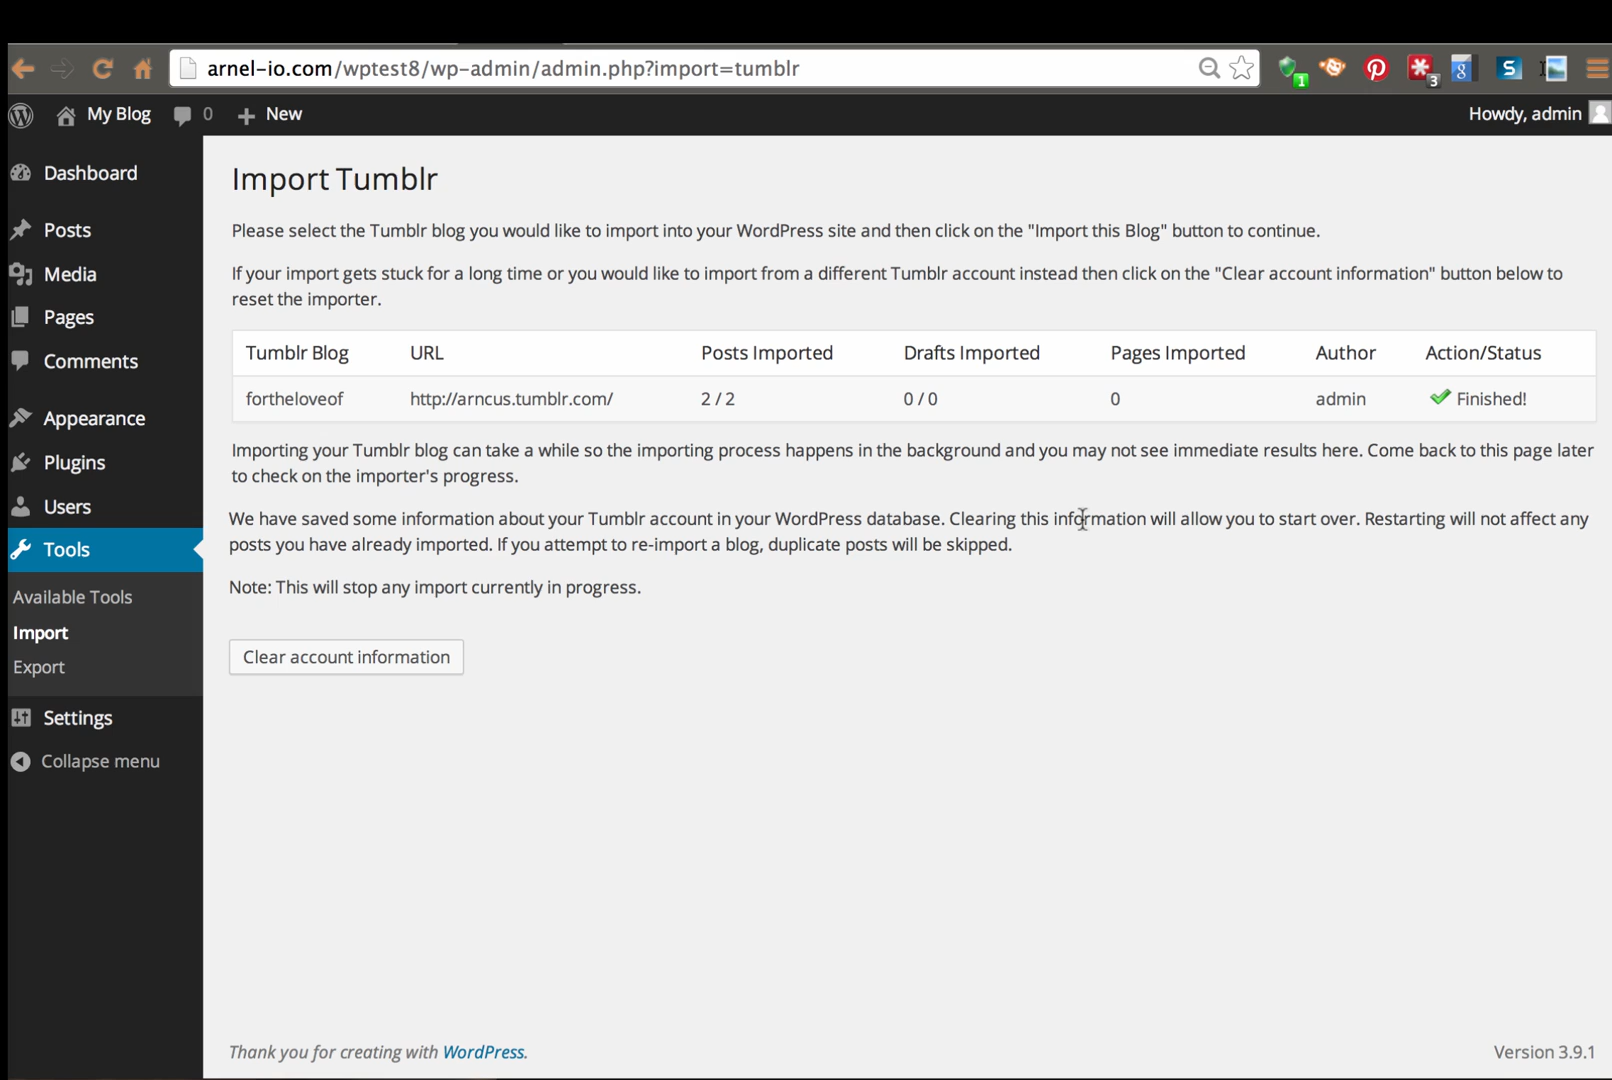 arnel-io.com/wptest8/wp-admin/admin.php?import=tumblr
1
3
g
S
My Blog
0
+ New
Howdy, admin
Dashboard
Posts
Media
Pages
Comments
Appearance
Plugins
Users
Tools
Available Tools
Import
Export
Settings
Collapse menu
Import Tumblr
Please select the Tumblr blog you would like to import into your WordPress site and then click on the "Import this Blog" button to continue.
If your import gets stuck for a long time or you would like to import from a different Tumblr account instead then click on the "Clear account information" button below to
reset the importer.
Tumblr Blog URL Posts Imported Drafts Imported Pages Imported Author Action/Status
fortheloveof http://arncus.tumblr.com/ 2 / 2 0 / 0 0 admin Finished!
Importing your Tumblr blog can take a while so the importing process happens in the background and you may not see immediate results here. Come back to this page later
to check on the importer's progress.
We have saved some information about your Tumblr account in your WordPress database. Clearing this information will allow you to start over. Restarting will not affect any
posts you have already imported. If you attempt to re-import a blog, duplicate posts will be skipped.
Note: This will stop any import currently in progress.
Clear account information
Thank you for creating with WordPress.
Version 3.9.1